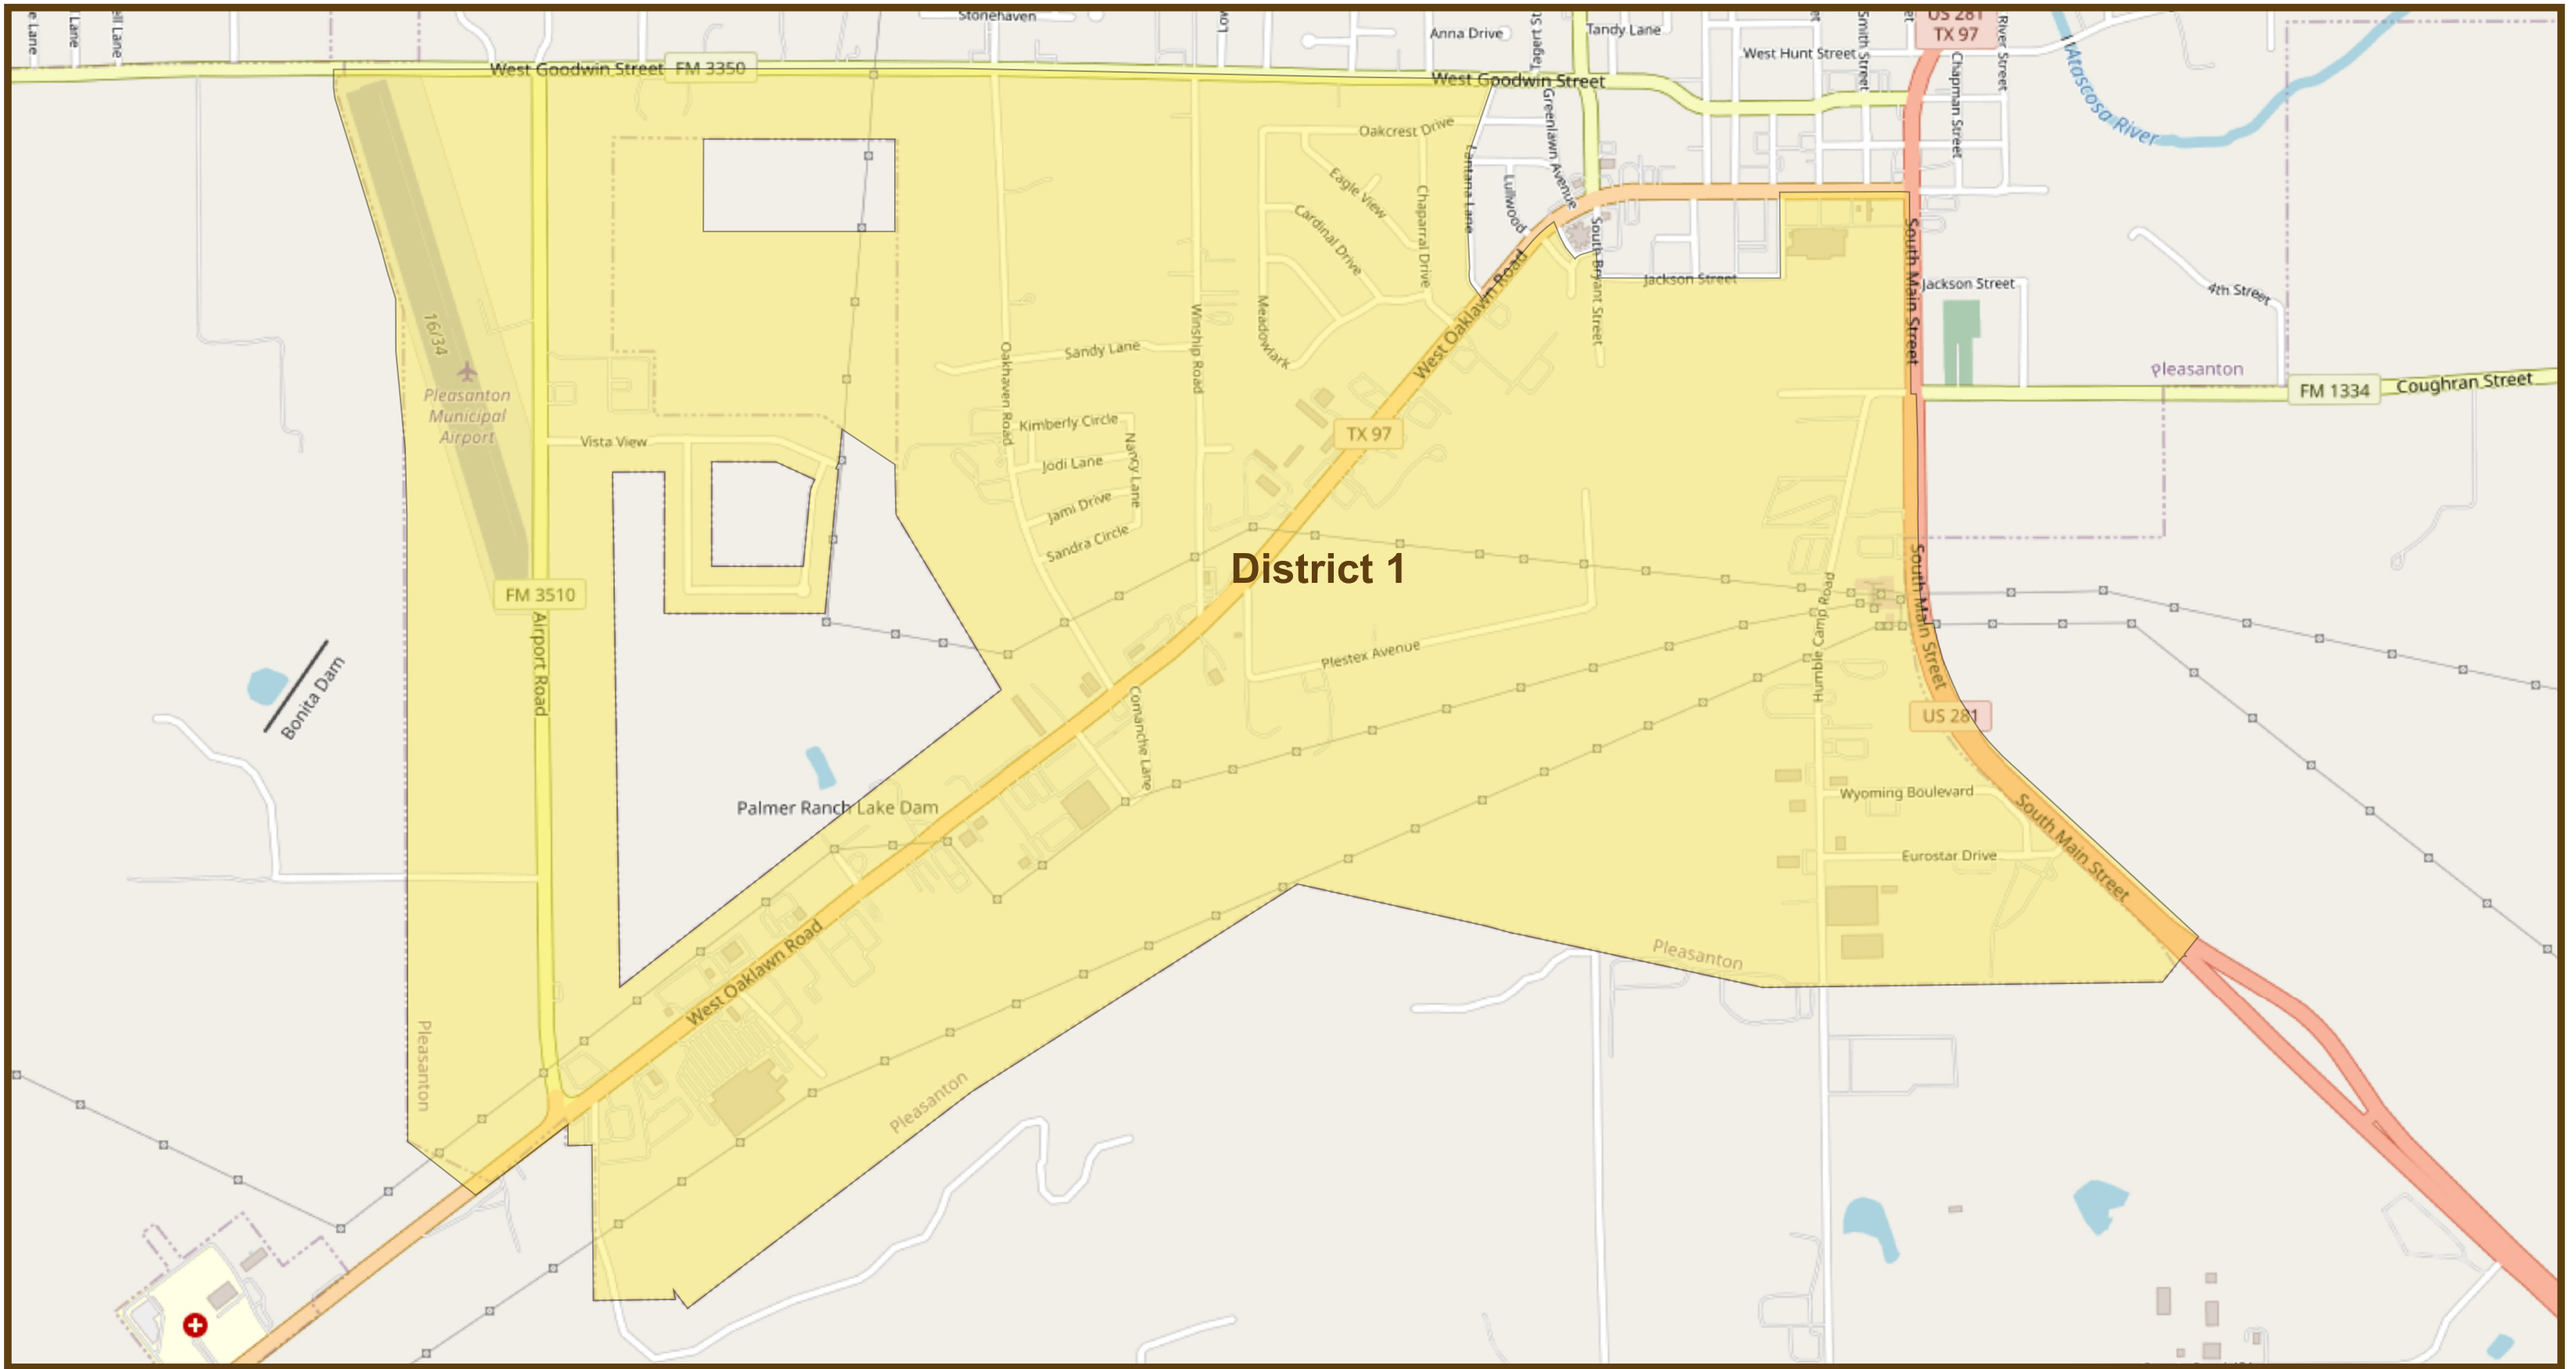 Stonehaven
Anna Drive
Tandy Lane
US 281
TX 97
West Hunt Street
Smith Street
River Street
Chapman Street
Atascosa River
West Goodwin Street
FM 3350
West Goodwin Street
Oakcrest Drive
Greenlawn Avenue
Lantana Lane
Lullwood
Eagle View
Cardinal Drive
Chaparral Drive
Meadowlark
South Bryant Street
Jackson Street
South Main Street
Jackson Street
4th Street
Pleasanton
FM 1334
Coughran Street
16/34
Pleasanton
Municipal
Airport
Vista View
Sandy Lane
Oakhaven Road
Winship Road
Kimberly Circle
Jodi Lane
Nancy Lane
Jami Drive
Sandra Circle
West Oaklawn Road
TX 97
District 1
FM 3510
Airport Road
Bonita Dam
Plestex Avenue
Humble Camp Road
South Main Street
US 281
Comanche Lane
Palmer Ranch Lake Dam
Wyoming Boulevard
South Main Street
Eurostar Drive
West Oaklawn Road
Pleasanton
Pleasanton
Pleasanton